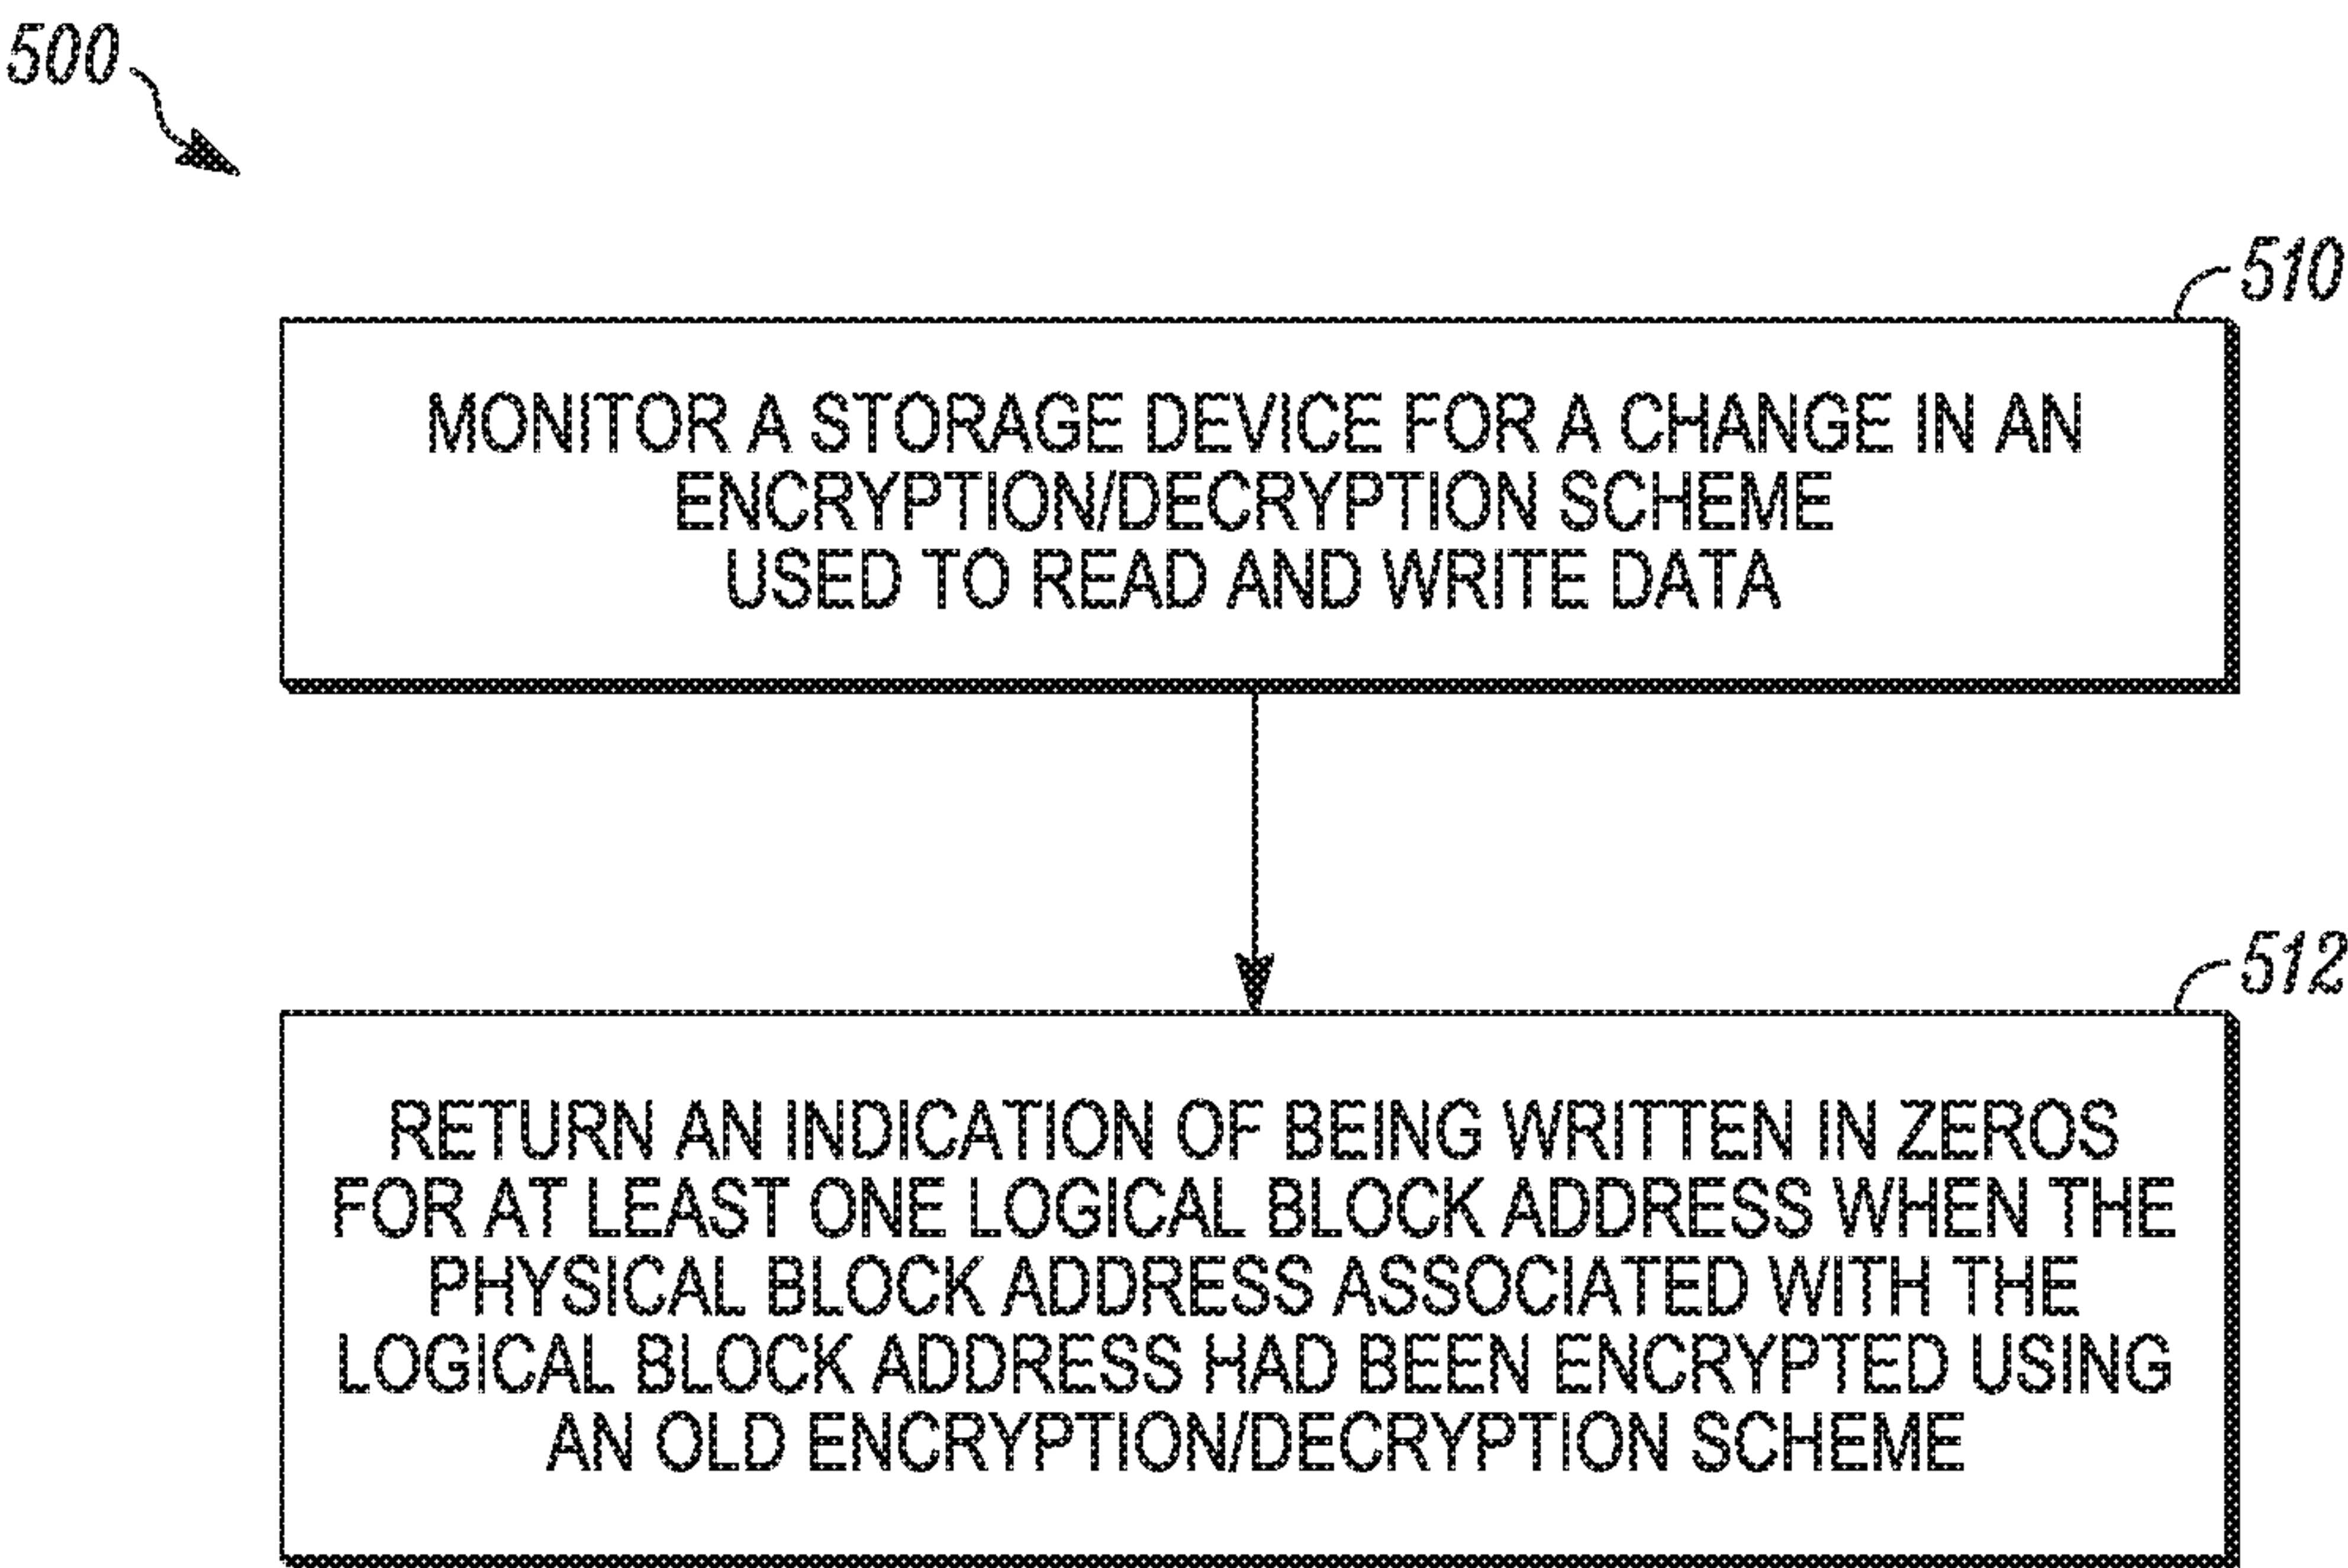 500
510
MONITOR A STORAGE DEVICE FOR A CHANGE IN AN
ENCRYPTION/DECRYPTION SCHEME
USED TO READ AND WRITE DATA
512
RETURN AN INDICATION OF BEING WRITTEN IN ZEROS
FOR AT LEAST ONE LOGICAL BLOCK ADDRESS WHEN THE
PHYSICAL BLOCK ADDRESS ASSOCIATED WITH THE
LOGICAL BLOCK ADDRESS HAD BEEN ENCRYPTED USING
AN OLD ENCRYPTION/DECRYPTION SCHEME